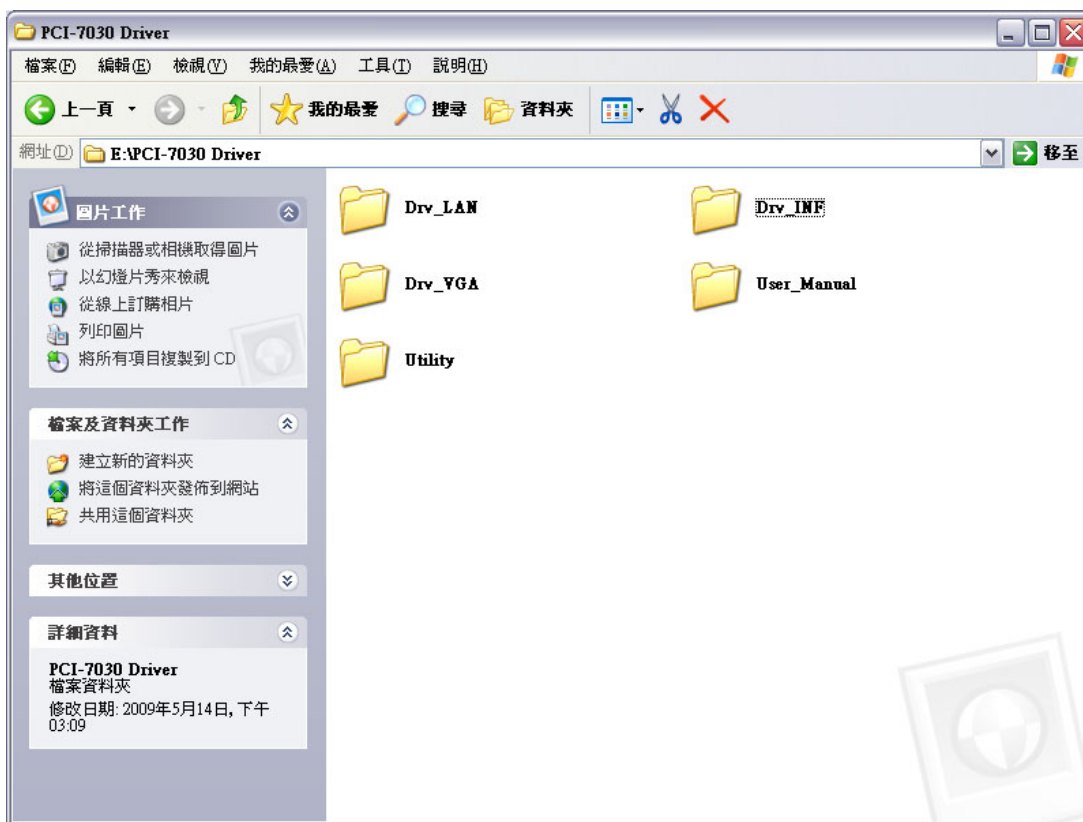 PCI-7030 Driver
檔案(F) 編輯(E) 檢視(V) 我的最愛(A) 工具(T) 說明(H)
上一頁 我的最愛 搜尋 資料夾
網址(D) E:\PCI-7030 Driver 移至
圖片工作
從掃描器或相機取得圖片
以幻燈片秀來檢視
從線上訂購相片
列印圖片
將所有項目複製到 CD
檔案及資料夾工作
建立新的資料夾
將這個資料夾發佈到網站
共用這個資料夾
其他位置
詳細資料
PCI-7030 Driver
檔案資料夾
修改日期: 2009年5月14日, 下午
03:09
Drv_LAN
Drv_INF
Drv_VGA
User_Manual
Utility